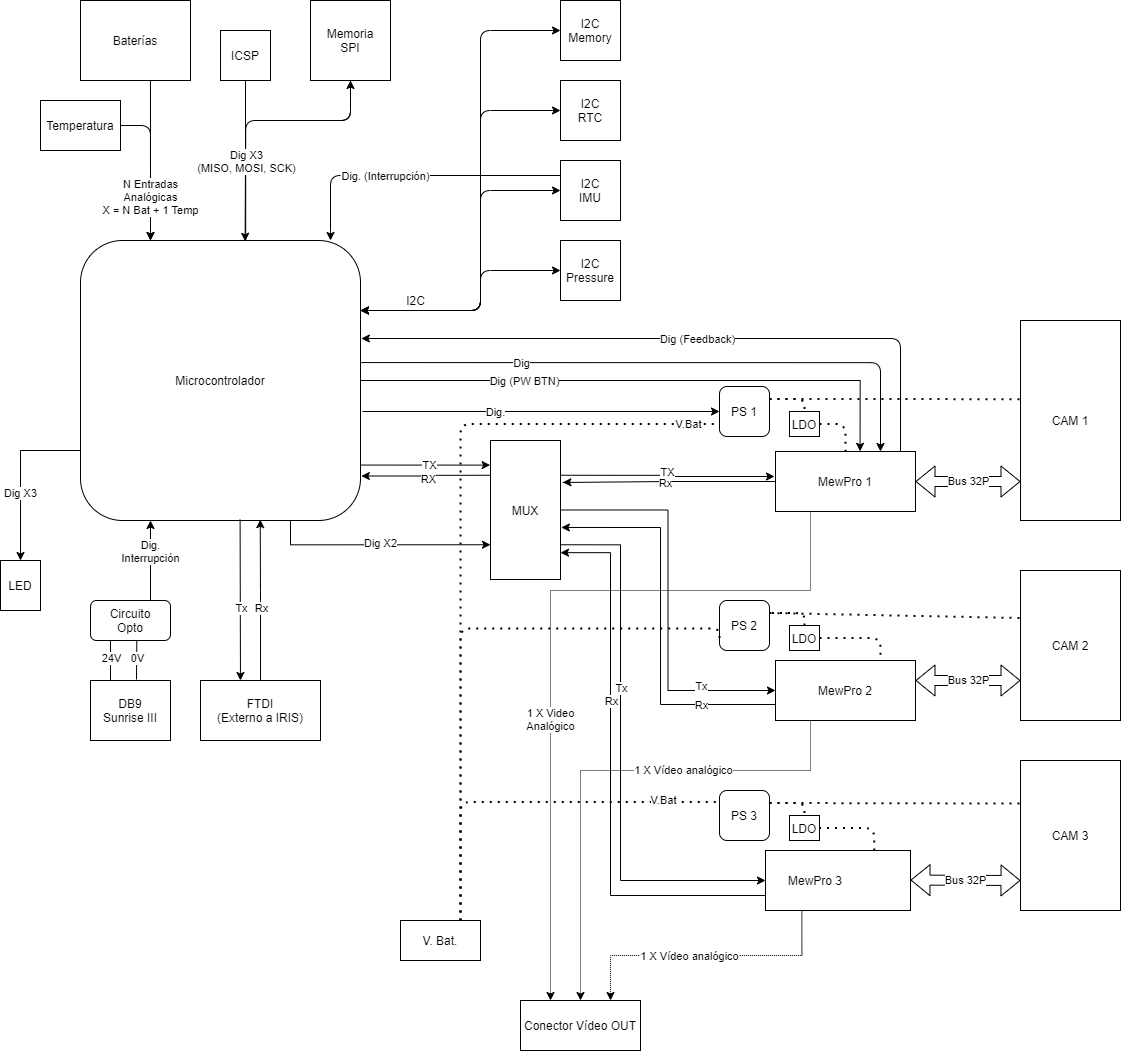 Baterías
ICSP
Memoria
SPI
I2C
Memory
Temperatura
I2C
RTC
Dig X3
(MISO, MOSI, SCK)
N Entradas
Analógicas
X = N Bat + 1 Temp
Dig. (Interrupción)
I2C
IMU
I2C
Pressure
I2C
Microcontrolador
Dig (Feedback)
Dig
Dig (PW BTN)
Dig.
V.Bat
PS 1
LDO
CAM 1
TX
RX
TX
Rx
MewPro 1
Bus 32P
MUX
Dig X3
Dig X2
LED
Dig.
Interrupción
Circuito
Opto
24V
0V
DB9
Sunrise III
Tx
Rx
FTDI
(Externo a IRIS)
PS 2
LDO
CAM 2
Tx
Rx
Tx
Rx
MewPro 2
Bus 32P
1 X Video
Analógico
1 X Vídeo analógico
V.Bat
PS 3
LDO
CAM 3
MewPro 3
Bus 32P
V. Bat.
1 X Vídeo analógico
Conector Vídeo OUT